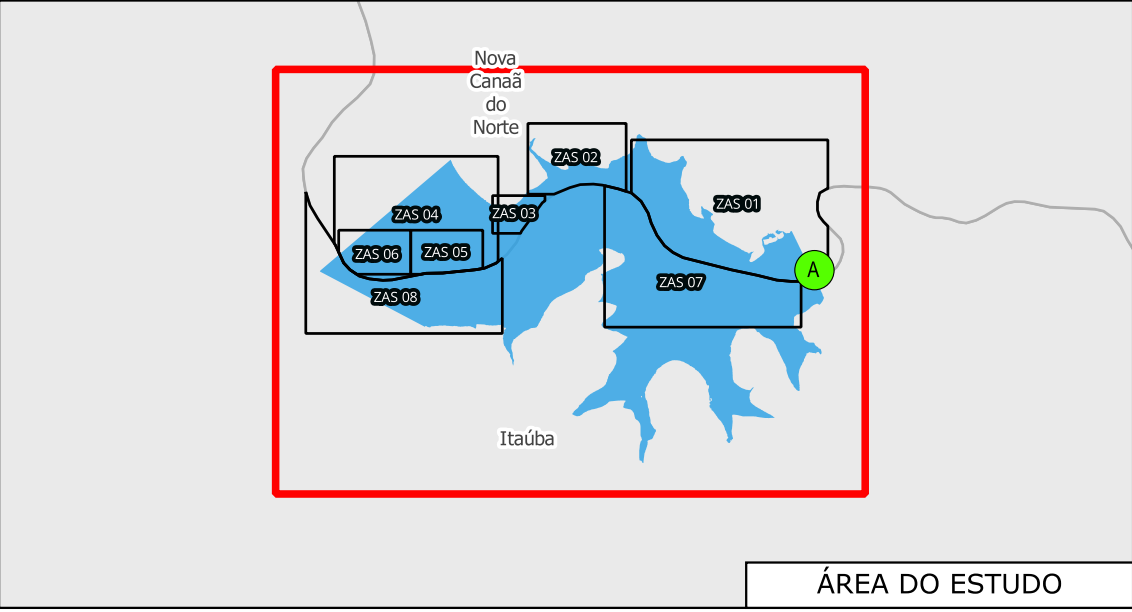 Nova
Canaã
do
Norte
ZAS 02
ZAS 01
ZAS 04
ZAS 03
ZAS 06
ZAS 05
A
ZAS 07
ZAS 08
Itaúba
ÁREA DO ESTUDO